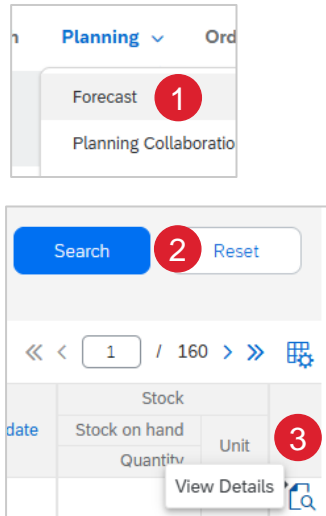 n Planning Ord
Forecast 1
Planning Collaboratio
Search 2 Reset
1 / 160
Stock
date Stock on hand Unit 3
Quantity
View Details